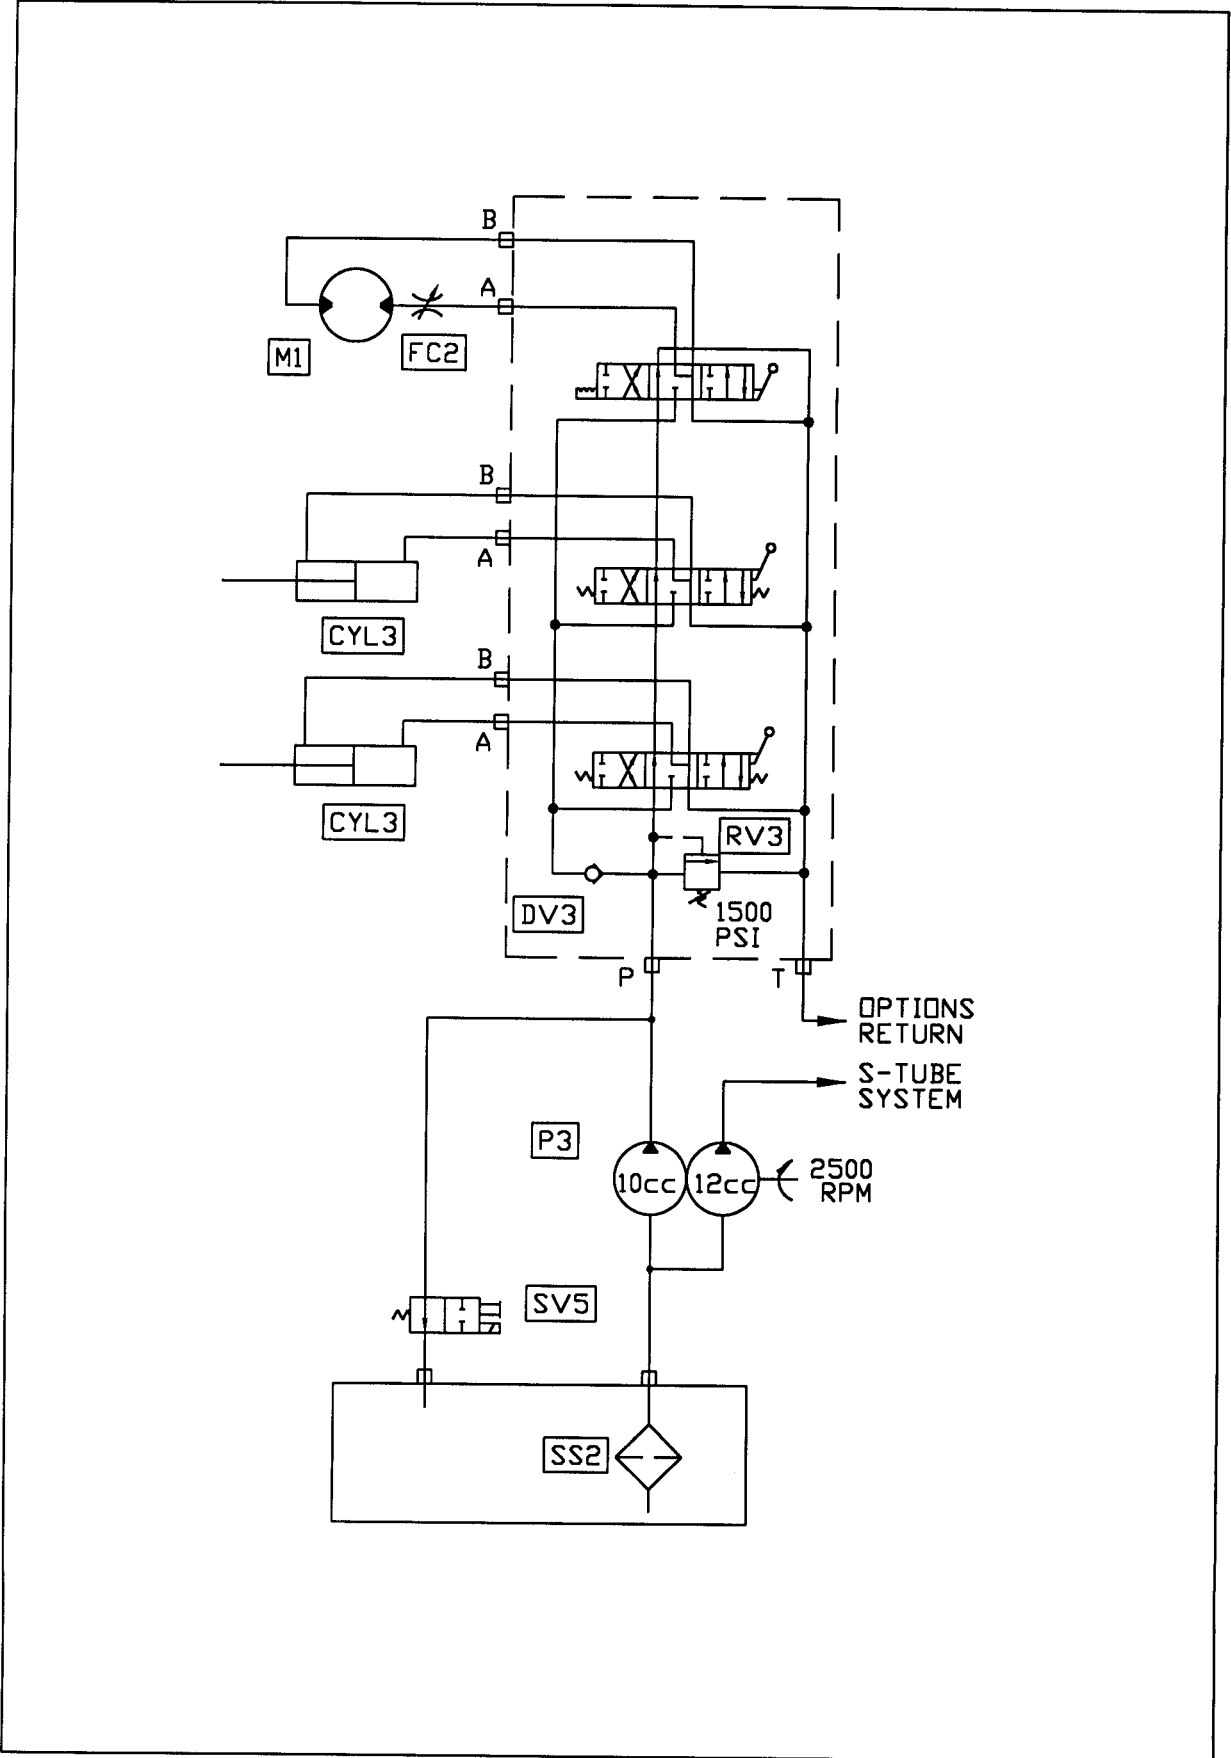 B
A
M1
FC2
B
A
CYL3
B
A
CYL3
RV3
DV3
1500
PSI
P
T
OPTIONS
RETURN
S-TUBE
SYSTEM
P3
10cc
12cc
2500
RPM
SV5
SS2